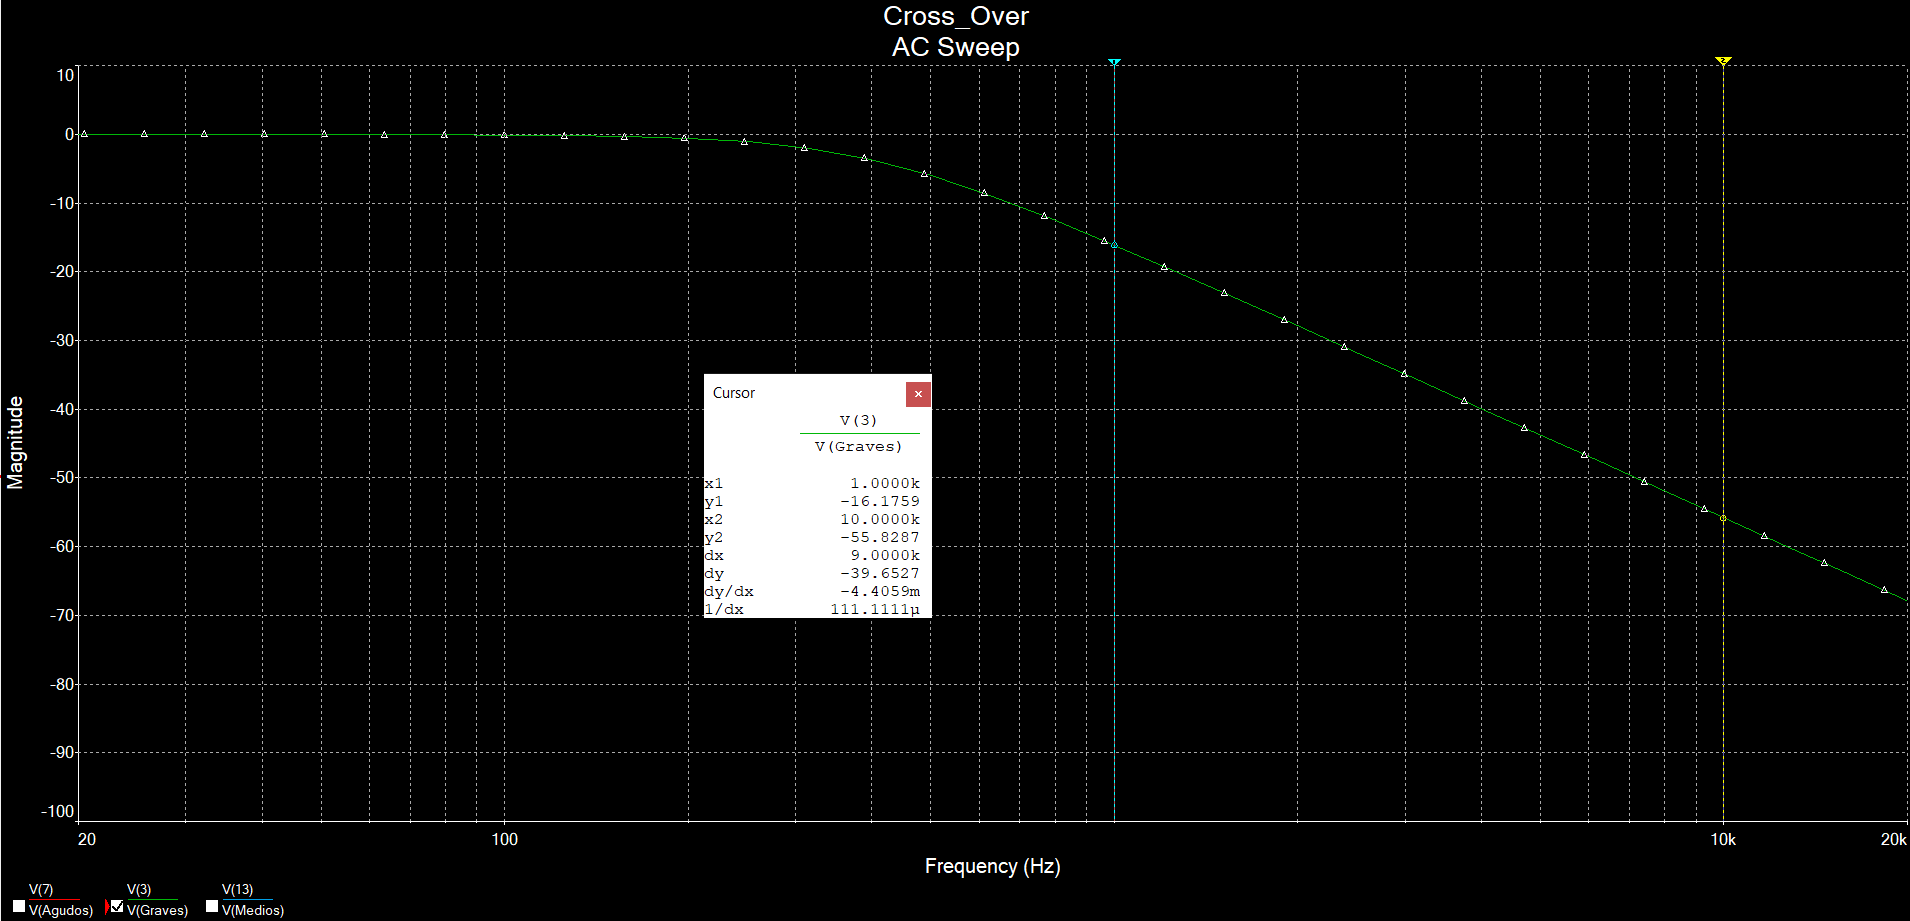 Cross_Over
AC Sweep
10
0
-10
-20
-30
-40
-50
-60
-70
-80
-90
-100
Magnitude
20
100
10k
20k
Frequency (Hz)
Cursor
V(3)
V(Graves)
x1 1.0000k
y1 -16.1759
x2 10.0000k
y2 -55.8287
dx 9.0000k
dy -39.6527
dy/dx -4.4059m
1/dx 111.1111µ
V(7) V(3) V(13)
V(Agudos) V(Graves) V(Medios)